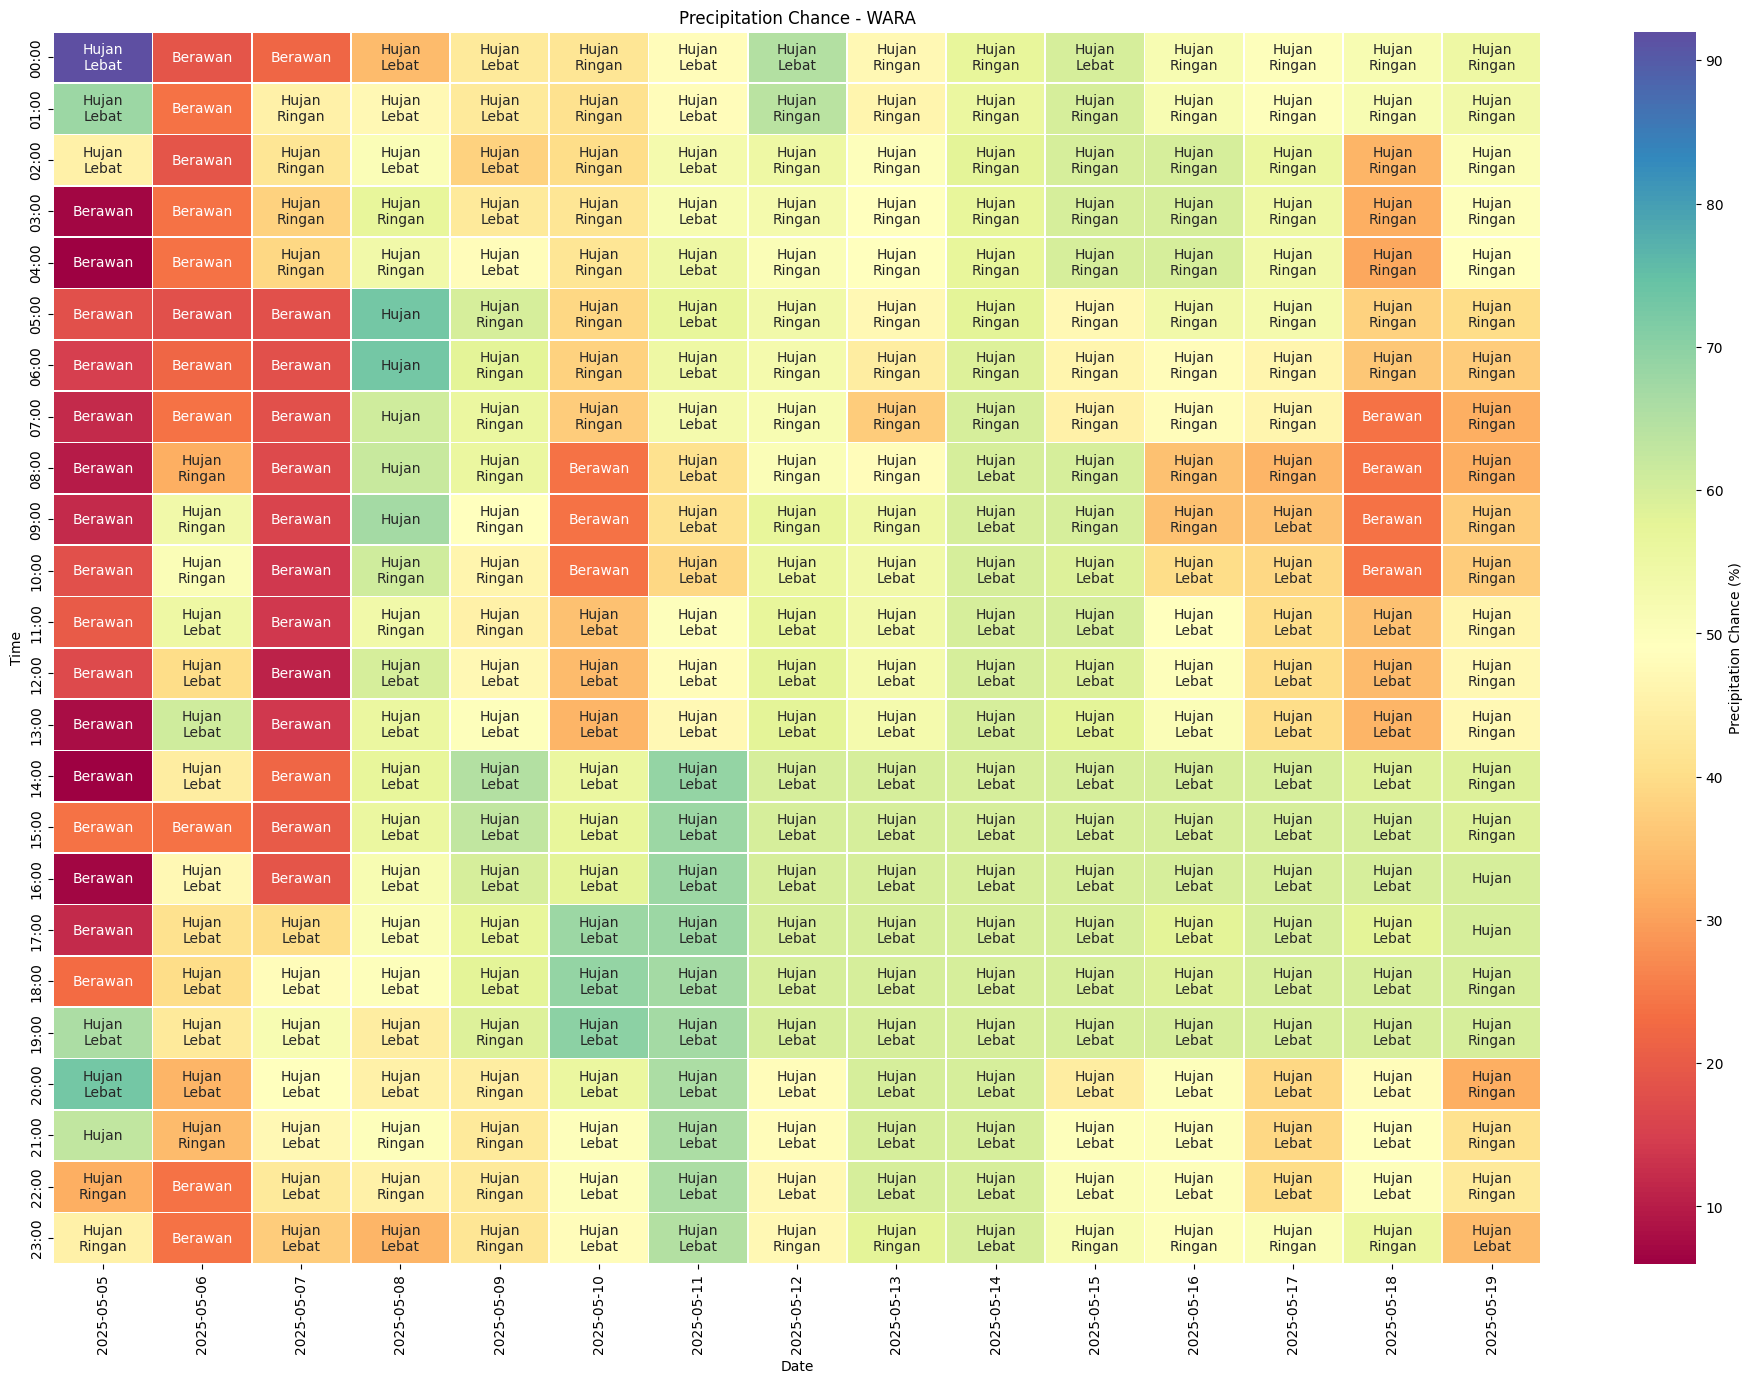 Precipitation Chance - WARA
00:00 Hujan Lebat Berawan Berawan Hujan Lebat Hujan Lebat Hujan Ringan Hujan Lebat Hujan Lebat Hujan Ringan Hujan Ringan Hujan Lebat Hujan Ringan Hujan Ringan Hujan Ringan Hujan Ringan
01:00 Hujan Lebat Berawan Hujan Ringan Hujan Lebat Hujan Lebat Hujan Ringan Hujan Lebat Hujan Ringan Hujan Ringan Hujan Ringan Hujan Ringan Hujan Ringan Hujan Ringan Hujan Ringan Hujan Ringan
02:00 Hujan Lebat Berawan Hujan Ringan Hujan Lebat Hujan Lebat Hujan Ringan Hujan Lebat Hujan Ringan Hujan Ringan Hujan Ringan Hujan Ringan Hujan Ringan Hujan Ringan Hujan Ringan Hujan Ringan
03:00 Berawan Berawan Hujan Ringan Hujan Ringan Hujan Lebat Hujan Ringan Hujan Lebat Hujan Ringan Hujan Ringan Hujan Ringan Hujan Ringan Hujan Ringan Hujan Ringan Hujan Ringan Hujan Ringan
04:00 Berawan Berawan Hujan Ringan Hujan Ringan Hujan Lebat Hujan Ringan Hujan Lebat Hujan Ringan Hujan Ringan Hujan Ringan Hujan Ringan Hujan Ringan Hujan Ringan Hujan Ringan Hujan Ringan
05:00 Berawan Berawan Berawan Hujan Hujan Ringan Hujan Ringan Hujan Lebat Hujan Ringan Hujan Ringan Hujan Ringan Hujan Ringan Hujan Ringan Hujan Ringan Hujan Ringan Hujan Ringan
06:00 Berawan Berawan Berawan Hujan Hujan Ringan Hujan Ringan Hujan Lebat Hujan Ringan Hujan Ringan Hujan Ringan Hujan Ringan Hujan Ringan Hujan Ringan Hujan Ringan Hujan Ringan
07:00 Berawan Berawan Berawan Hujan Hujan Ringan Hujan Ringan Hujan Lebat Hujan Ringan Hujan Ringan Hujan Ringan Hujan Ringan Hujan Ringan Hujan Ringan Berawan Hujan Ringan
08:00 Berawan Hujan Ringan Berawan Hujan Hujan Ringan Berawan Hujan Lebat Hujan Ringan Hujan Ringan Hujan Lebat Hujan Ringan Hujan Ringan Hujan Ringan Berawan Hujan Ringan
09:00 Berawan Hujan Ringan Berawan Hujan Hujan Ringan Berawan Hujan Lebat Hujan Ringan Hujan Ringan Hujan Lebat Hujan Ringan Hujan Ringan Hujan Lebat Berawan Hujan Ringan
10:00 Berawan Hujan Ringan Berawan Hujan Ringan Hujan Ringan Berawan Hujan Lebat Hujan Lebat Hujan Lebat Hujan Lebat Hujan Lebat Hujan Lebat Hujan Lebat Berawan Hujan Ringan
11:00 Berawan Hujan Lebat Berawan Hujan Ringan Hujan Ringan Hujan Lebat Hujan Lebat Hujan Lebat Hujan Lebat Hujan Lebat Hujan Lebat Hujan Lebat Hujan Lebat Hujan Lebat Hujan Ringan
12:00 Berawan Hujan Lebat Berawan Hujan Lebat Hujan Lebat Hujan Lebat Hujan Lebat Hujan Lebat Hujan Lebat Hujan Lebat Hujan Lebat Hujan Lebat Hujan Lebat Hujan Lebat Hujan Ringan
13:00 Berawan Hujan Lebat Berawan Hujan Lebat Hujan Lebat Hujan Lebat Hujan Lebat Hujan Lebat Hujan Lebat Hujan Lebat Hujan Lebat Hujan Lebat Hujan Lebat Hujan Lebat Hujan Ringan
14:00 Berawan Hujan Lebat Berawan Hujan Lebat Hujan Lebat Hujan Lebat Hujan Lebat Hujan Lebat Hujan Lebat Hujan Lebat Hujan Lebat Hujan Lebat Hujan Lebat Hujan Lebat Hujan Ringan
15:00 Berawan Berawan Berawan Hujan Lebat Hujan Lebat Hujan Lebat Hujan Lebat Hujan Lebat Hujan Lebat Hujan Lebat Hujan Lebat Hujan Lebat Hujan Lebat Hujan Lebat Hujan Ringan
16:00 Berawan Hujan Lebat Berawan Hujan Lebat Hujan Lebat Hujan Lebat Hujan Lebat Hujan Lebat Hujan Lebat Hujan Lebat Hujan Lebat Hujan Lebat Hujan Lebat Hujan Lebat Hujan
17:00 Berawan Hujan Lebat Hujan Lebat Hujan Lebat Hujan Lebat Hujan Lebat Hujan Lebat Hujan Lebat Hujan Lebat Hujan Lebat Hujan Lebat Hujan Lebat Hujan Lebat Hujan Lebat Hujan
18:00 Berawan Hujan Lebat Hujan Lebat Hujan Lebat Hujan Lebat Hujan Lebat Hujan Lebat Hujan Lebat Hujan Lebat Hujan Lebat Hujan Lebat Hujan Lebat Hujan Lebat Hujan Lebat Hujan Ringan
19:00 Hujan Lebat Hujan Lebat Hujan Lebat Hujan Lebat Hujan Ringan Hujan Lebat Hujan Lebat Hujan Lebat Hujan Lebat Hujan Lebat Hujan Lebat Hujan Lebat Hujan Lebat Hujan Lebat Hujan Ringan
20:00 Hujan Lebat Hujan Lebat Hujan Lebat Hujan Lebat Hujan Ringan Hujan Lebat Hujan Lebat Hujan Lebat Hujan Lebat Hujan Lebat Hujan Lebat Hujan Lebat Hujan Lebat Hujan Lebat Hujan Ringan
21:00 Hujan Hujan Ringan Hujan Lebat Hujan Ringan Hujan Ringan Hujan Lebat Hujan Lebat Hujan Lebat Hujan Lebat Hujan Lebat Hujan Lebat Hujan Lebat Hujan Lebat Hujan Lebat Hujan Ringan
22:00 Hujan Ringan Berawan Hujan Lebat Hujan Ringan Hujan Ringan Hujan Lebat Hujan Lebat Hujan Lebat Hujan Lebat Hujan Lebat Hujan Lebat Hujan Lebat Hujan Lebat Hujan Lebat Hujan Ringan
23:00 Hujan Ringan Berawan Hujan Lebat Hujan Lebat Hujan Ringan Hujan Lebat Hujan Lebat Hujan Ringan Hujan Ringan Hujan Lebat Hujan Ringan Hujan Ringan Hujan Ringan Hujan Ringan Hujan Lebat
Time
2025-05-05 2025-05-06 2025-05-07 2025-05-08 2025-05-09 2025-05-10 2025-05-11 2025-05-12 2025-05-13 2025-05-14 2025-05-15 2025-05-16 2025-05-17 2025-05-18 2025-05-19
Date
90
80
70
60
50
40
30
20
10
Precipitation Chance (%)